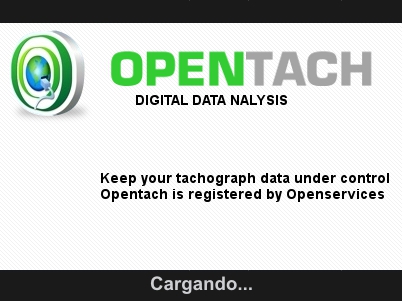 OPENTACH
DIGITAL DATA NALYSIS
Keep your tachograph data under control
Opentach is registered by Openservices
Cargando...